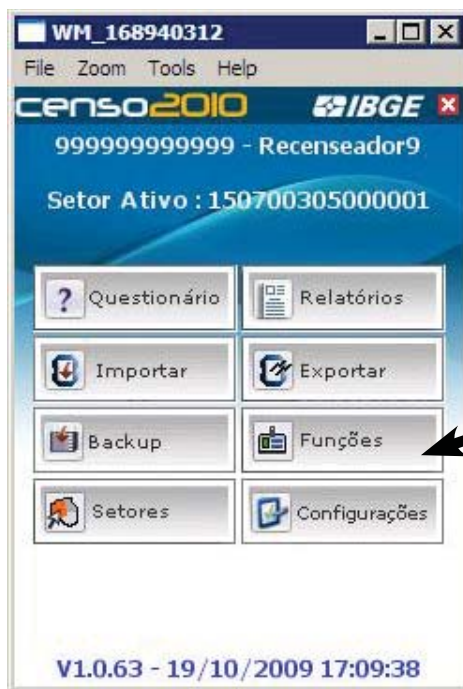 WM_168940312
File Zoom Tools Help
censo2010 IBGE
999999999999 - Recenseador9
Setor Ativo : 150700305000001
? Questionário Relatórios
Importar Exportar
Backup Funções
Setores Configurações
V1.0.63 - 19/10/2009 17:09:38